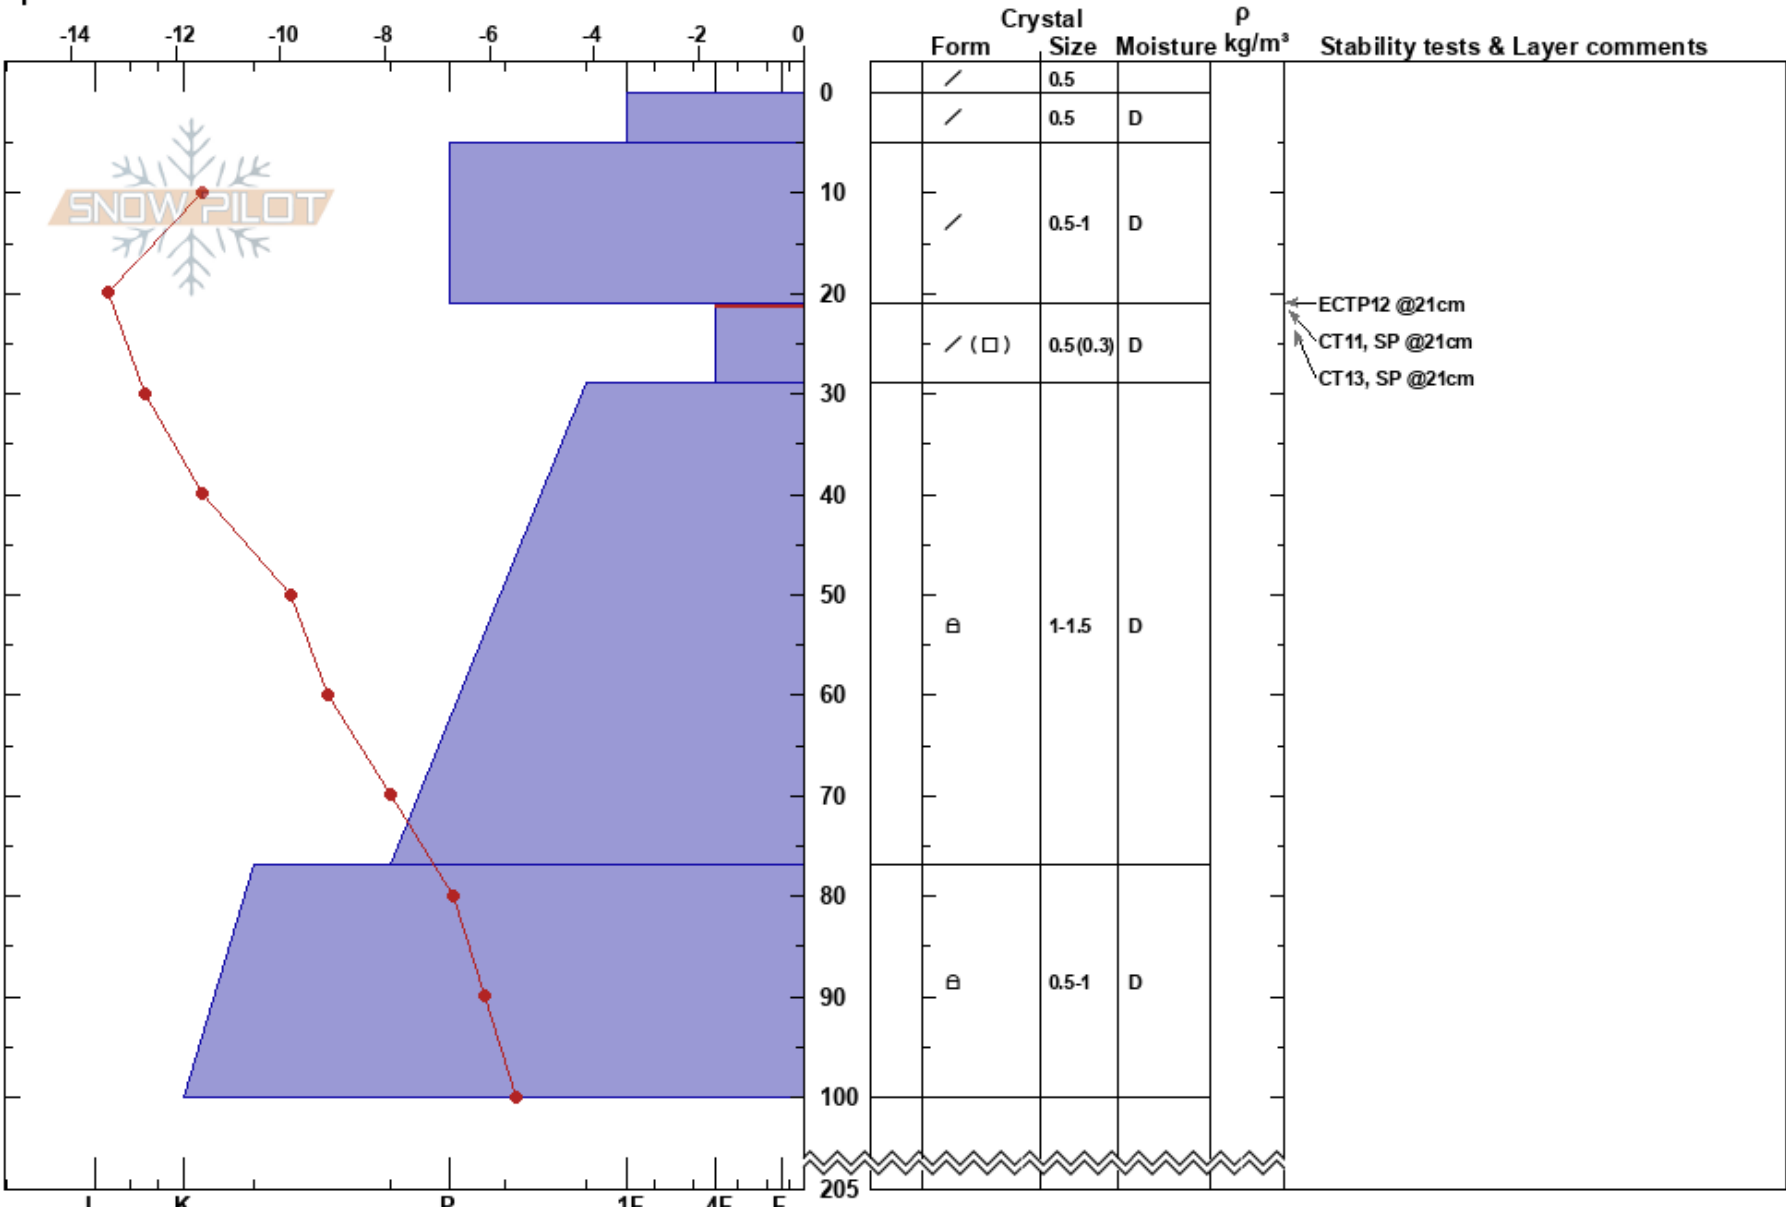 Crystal ρ
-14 -12 -10 -8 -6 -4 -2 0 Form Size Moisture kg/m³ Stability tests & Layer comments
0.5
0
0.5 D
SNOW PILOT
10
0.5-1 D
20
ECTP12 @21cm
CT11, SP @21cm
0.5(0.3) D
CT13, SP @21cm
30
40
50
1-1.5 D
60
70
80
0.5-1 D
90
100
205
I K P 1F 4F F